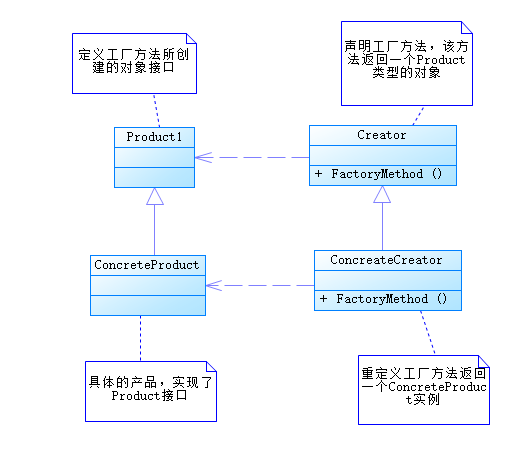 定义工厂方法所创
建的对象接口
声明工厂方法，该方
法返回一个Product
类型的对象
Product1
Creator
+ FactoryMethod ()
ConcreteProduct
ConcreateCreator
+ FactoryMethod ()
具体的产品，实现了
Product接口
重定义工厂方法返回
一个ConcreteProduc
t实例